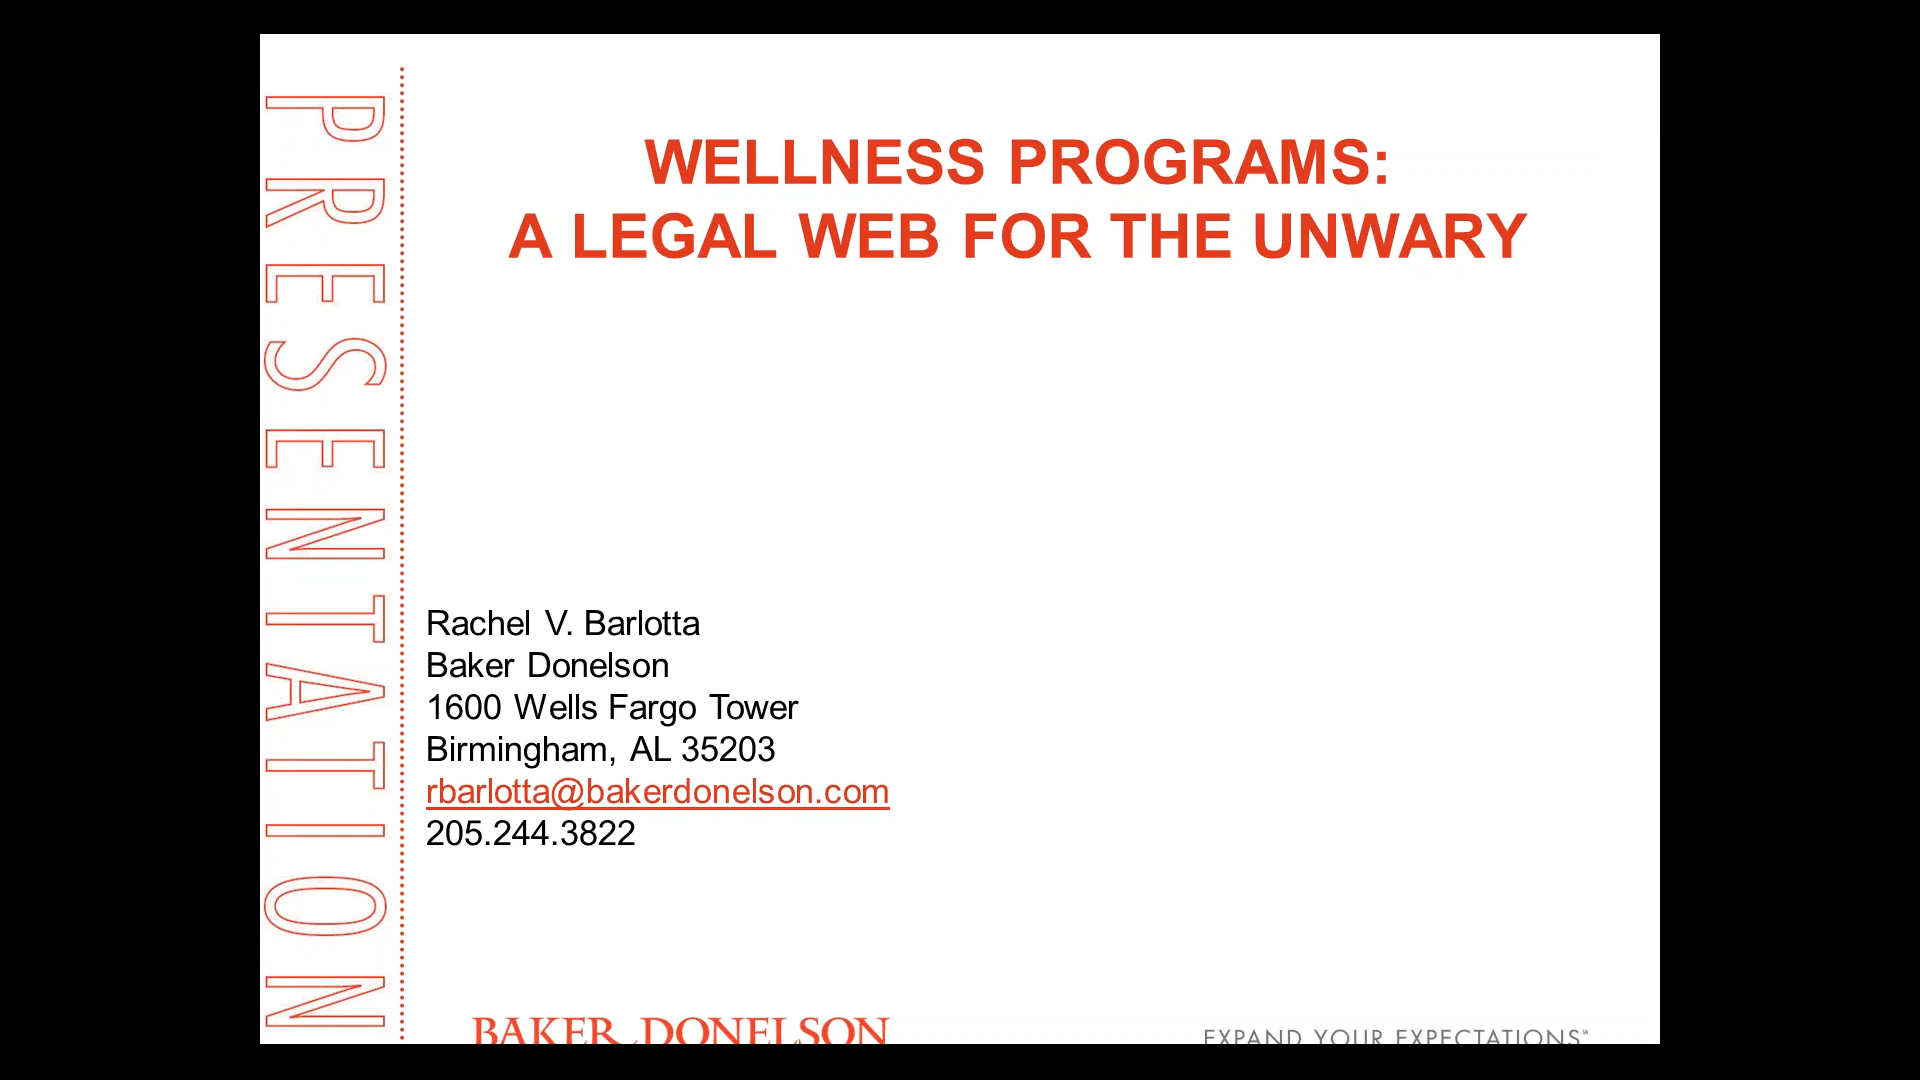 PRESENTATION
WELLNESS PROGRAMS:
A LEGAL WEB FOR THE UNWARY
Rachel V. Barlotta
Baker Donelson
1600 Wells Fargo Tower
Birmingham, AL 35203
rbarlotta@bakerdonelson.com
205.244.3822
BAKER DONELSON
EXPAND YOUR EXPECTATIONS℠